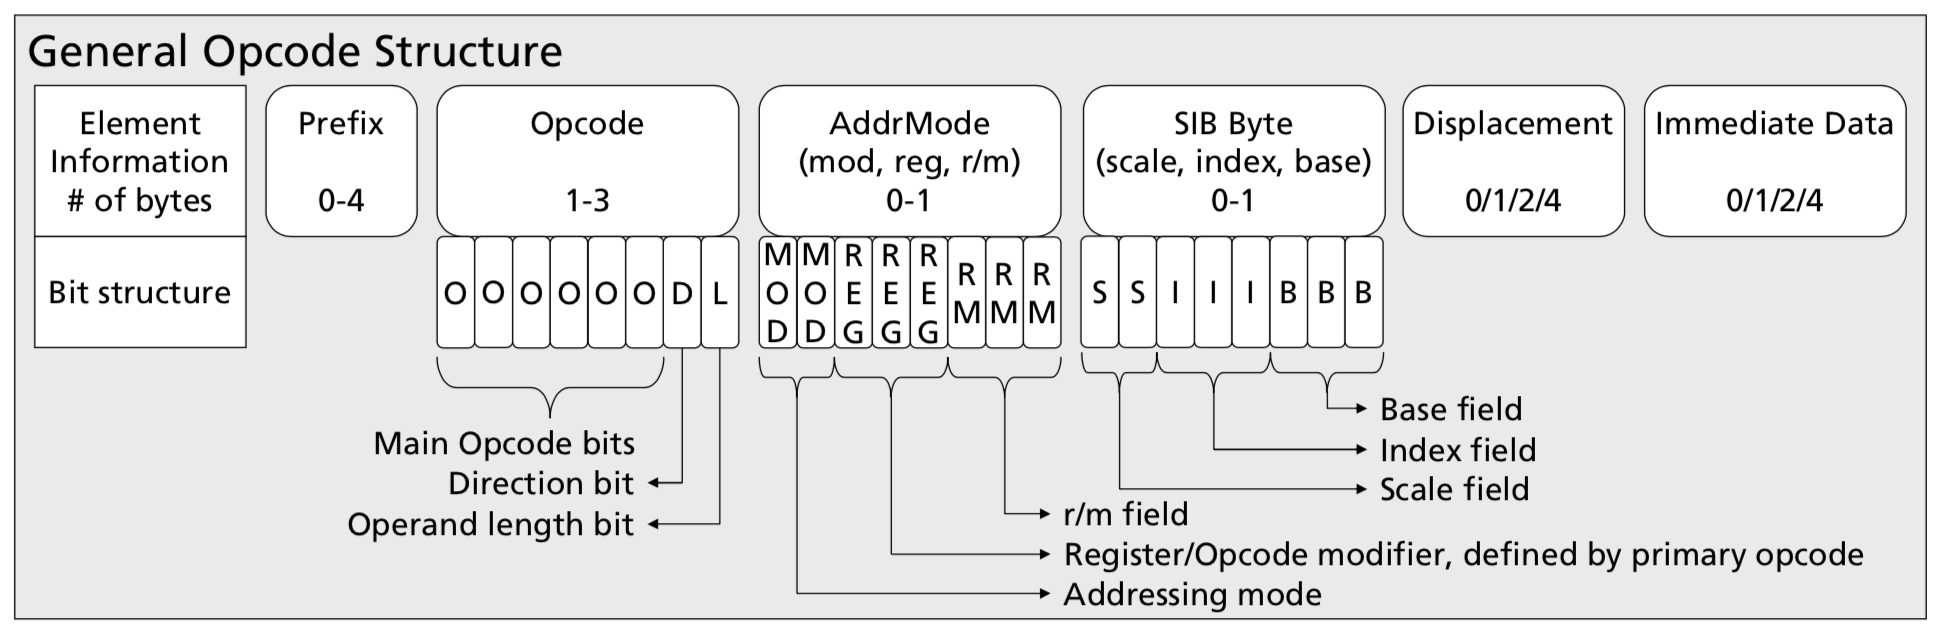 General Opcode Structure
Element
Information
# of bytes
Prefix
0-4
Opcode
1-3
AddrMode
(mod, reg, r/m)
0-1
SIB Byte
(scale, index, base)
0-1
Displacement
0/1/2/4
Immediate Data
0/1/2/4
Bit structure
O O O O O O D L
MOD MOD REG REG REG RM RM RM
S S I I I B B B
Main Opcode bits
Direction bit
Operand length bit
Base field
Index field
Scale field
r/m field
Register/Opcode modifier, defined by primary opcode
Addressing mode